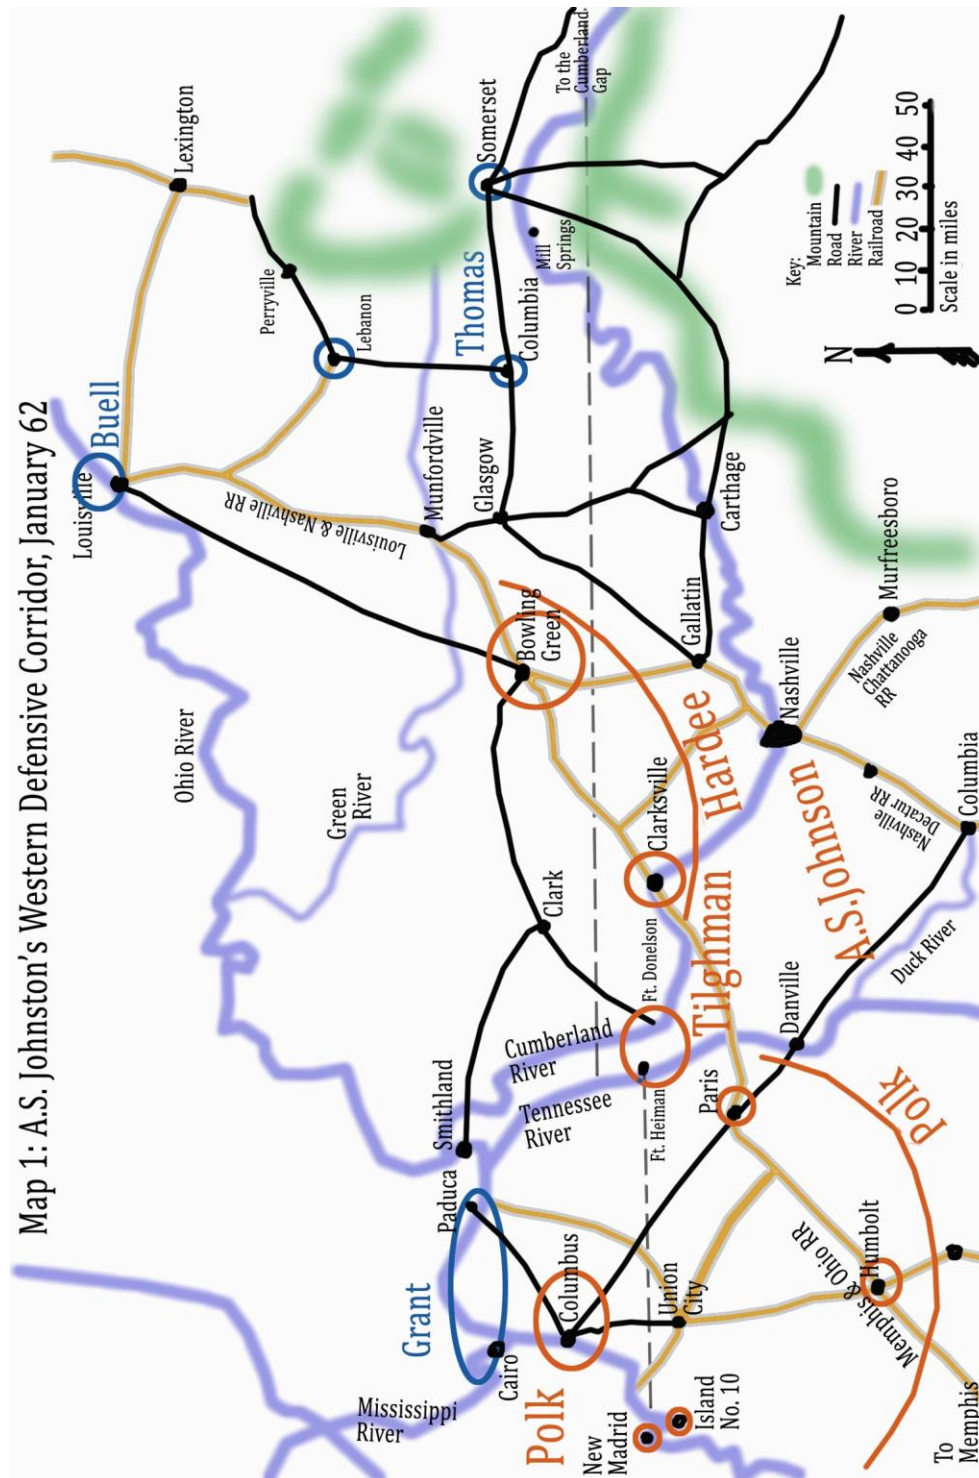 Map 1: A.S. Johnston's Western Defensive Corridor, January 62
Louisville
Buell
Lexington
Ohio River
Perryville
Lebanon
Louisville & Nashville RR
Green
River
Munfordville
Thomas
Somerset
Columbia
Glasgow
Mill
Springs
To the
Cumberland
Gap
Mississippi
River
Grant
Paduca
Smithland
Cairo
Clark
Bowling
Green
Polk
Columbus
Cumberland
River
Tennessee
River
New
Madrid
Island
No. 10
Union
City
Ft. Heiman
Ft. Donelson
Clarksville
Hardee
Gallatin
Carthage
Tilghman
Paris
Nashville
Danville
A.S.Johnson
Memphis & Ohio RR
Humbolt
Polk
Duck River
Nashville
Decatur RR
Columbia
Nashville
Chattanooga
RR
Murfreesboro
To
Memphis
N
Key:
Mountain
Road
River
Railroad
0 10 20 30 40 50
Scale in miles